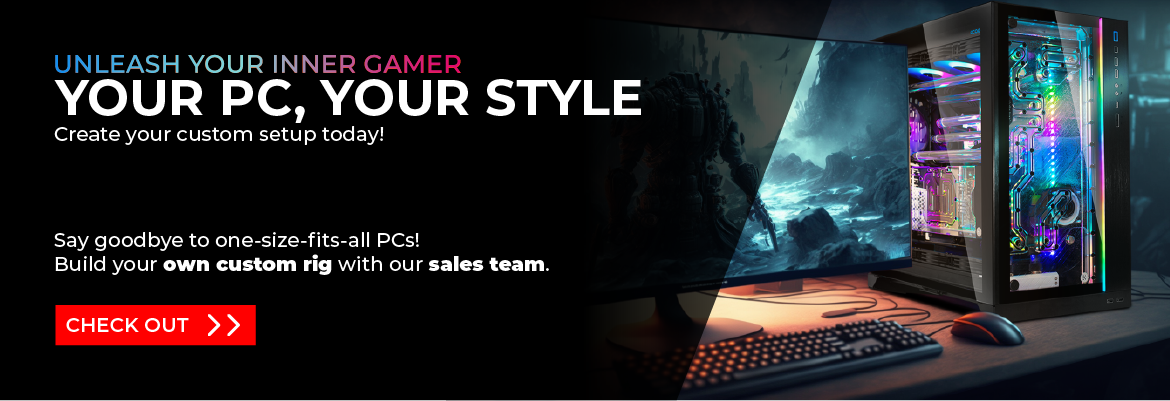 UNLEASH YOUR INNER GAMER
YOUR PC, YOUR STYLE
Create your custom setup today!
Say goodbye to one-size-fits-all PCs!
Build your own custom rig with our sales team.
CHECK OUT